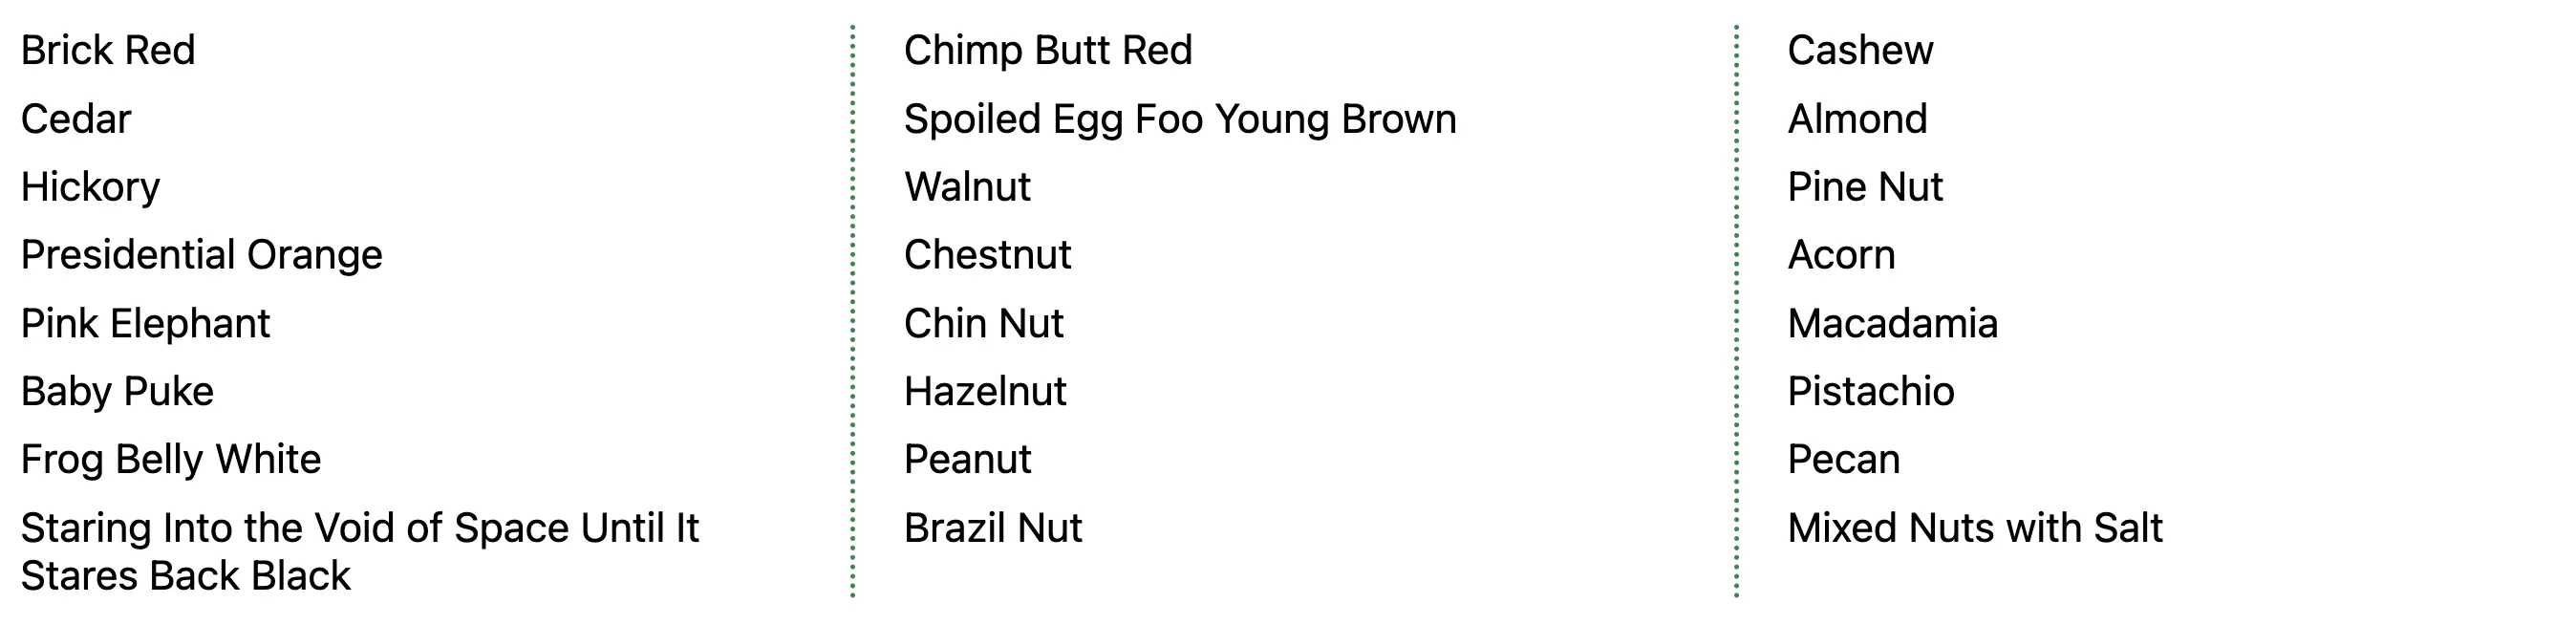 Brick Red
Cedar
Hickory
Presidential Orange
Pink Elephant
Baby Puke
Frog Belly White
Staring Into the Void of Space Until It
Stares Back Black
Chimp Butt Red
Spoiled Egg Foo Young Brown
Walnut
Chestnut
Chin Nut
Hazelnut
Peanut
Brazil Nut
Cashew
Almond
Pine Nut
Acorn
Macadamia
Pistachio
Pecan
Mixed Nuts with Salt